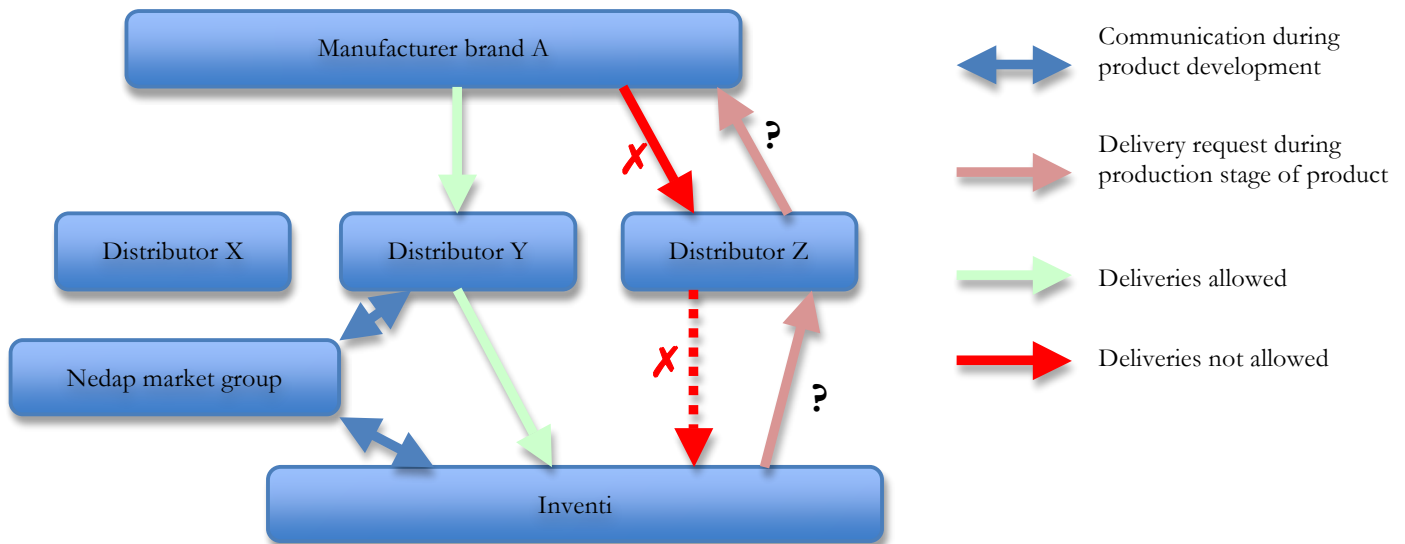 Manufacturer brand A
Communication during
product development
?
✗
Delivery request during
production stage of product
Distributor X
Distributor Y
Distributor Z
Deliveries allowed
✗
Deliveries not allowed
Nedap market group
?
Inventi